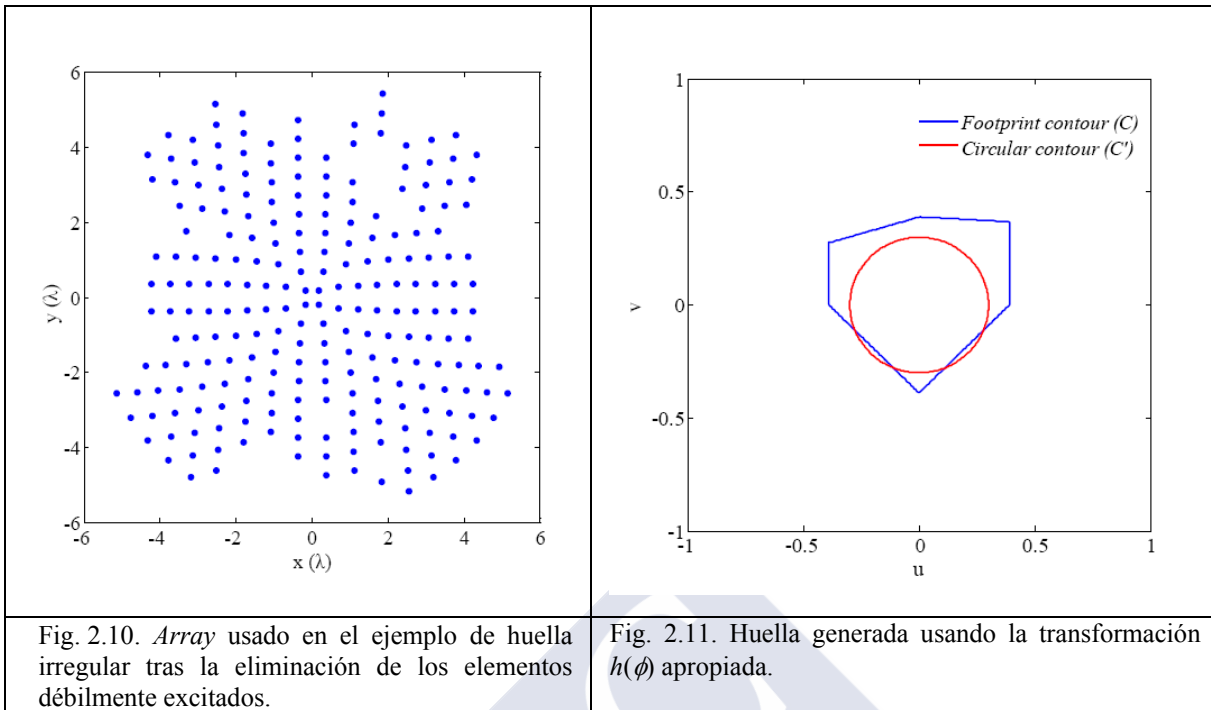 6
4
2
0
-2
-4
-6
-6
-4
-2
0
2
4
6
y (λ)
x (λ)
1
0.5
0
-0.5
-1
-1
-0.5
0
0.5
1
v
u
Footprint contour (C)
Circular contour (C')
Fig. 2.10. Array usado en el ejemplo de huella
irregular tras la eliminación de los elementos
débilmente excitados.
Fig. 2.11. Huella generada usando la transformación
h(ϕ) apropiada.